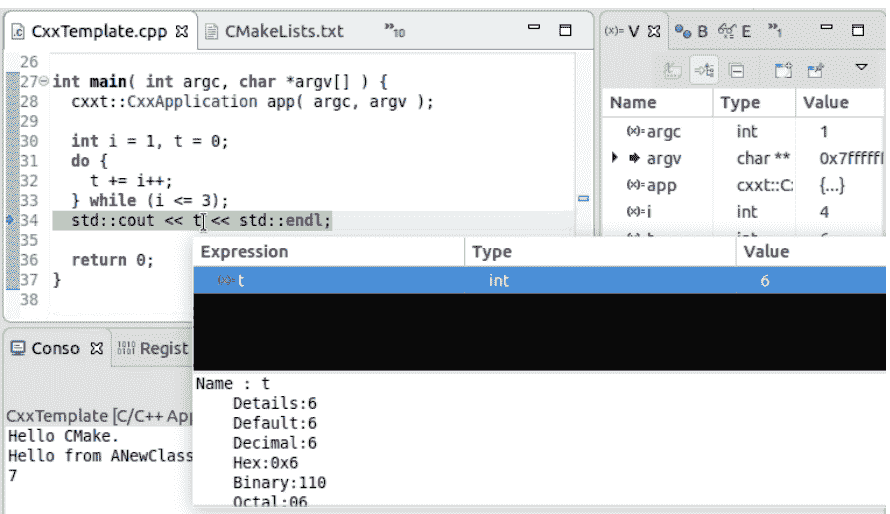 CxxTemplate.cpp CMakeLists.txt »10
(x)= V B E »1
26
27 int main( int argc, char *argv[] ) {
28 cxxt::CxxApplication app( argc, argv );
29
30 int i = 1, t = 0;
31 do {
32 t += i++;
33 } while (i <= 3);
34 std::cout << t << std::endl;
35
36 return 0;
37 }
38
Name Type Value
(x)= argc int 1
argv char ** 0x7fffff
(x)= app cxxt::C: {...}
(x)= i int 4
Expression Type Value
(x)= t int 6
Name : t
Details:6
Default:6
Decimal:6
Hex:0x6
Binary:110
Octal:06
Conso Regist
CxxTemplate [C/C++ App
Hello CMake.
Hello from ANewClass
7